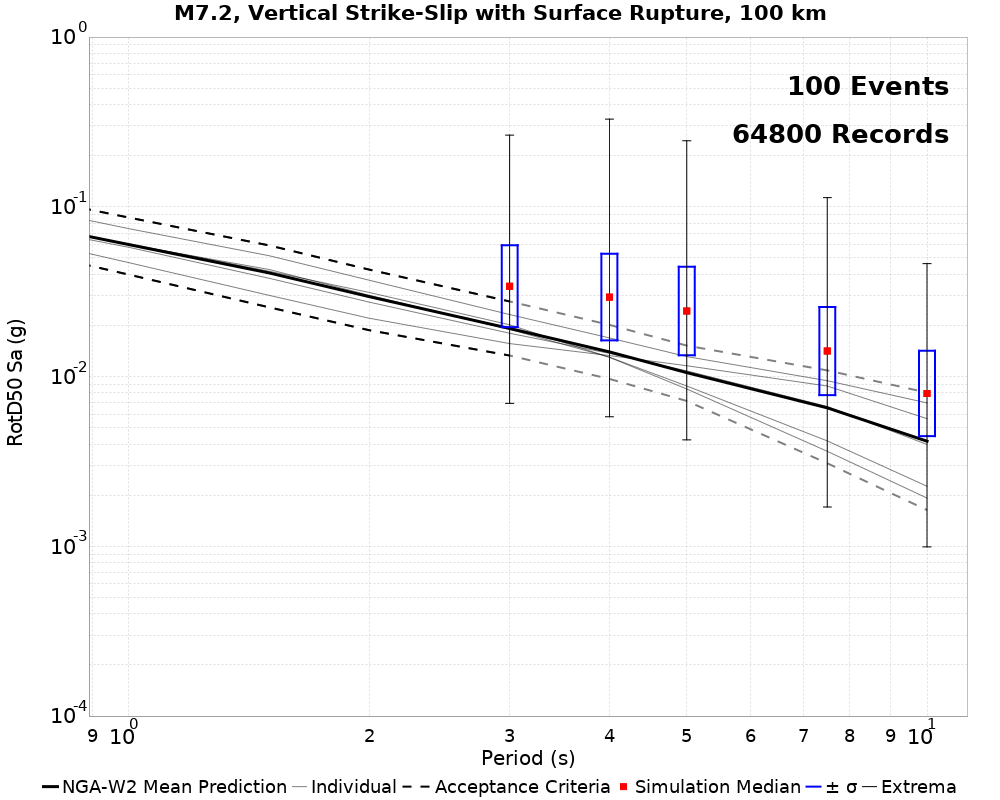 M7.2, Vertical Strike-Slip with Surface Rupture, 100 km
100 Events
64800 Records
RotD50 Sa (g)
10^0
10^-1
10^-2
10^-3
10^-4
9 10^0 2 3 4 5 6 7 8 9 10^1
Period (s)
NGA-W2 Mean Prediction Individual Acceptance Criteria Simulation Median ± σ Extrema